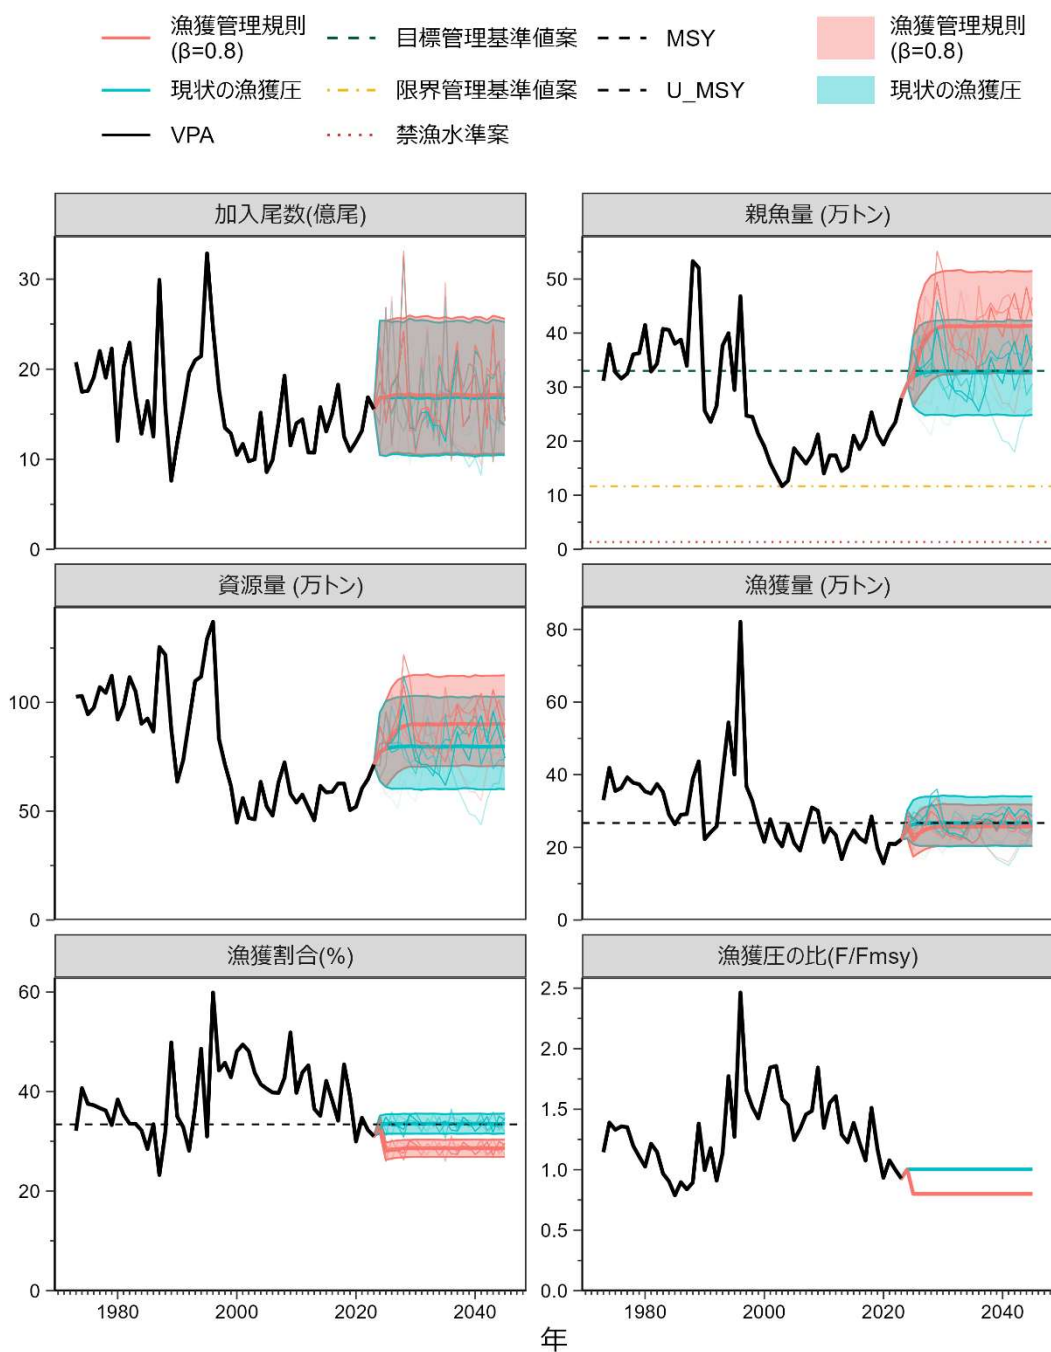 漁獲管理規則
(β=0.8)
目標管理基準値案
MSY
漁獲管理規則
(β=0.8)
現状の漁獲圧
限界管理基準値案
U_MSY
現状の漁獲圧
VPA
禁漁水準案
加入尾数(億尾)
30
20
10
0
親魚量 (万トン)
50
40
30
20
10
0
資源量 (万トン)
100
50
0
漁獲量 (万トン)
80
60
40
20
0
漁獲割合(%)
60
40
20
0
1980 2000 2020 2040
漁獲圧の比(F/Fmsy)
2.5
2.0
1.5
1.0
0.5
0.0
1980 2000 2020 2040
年